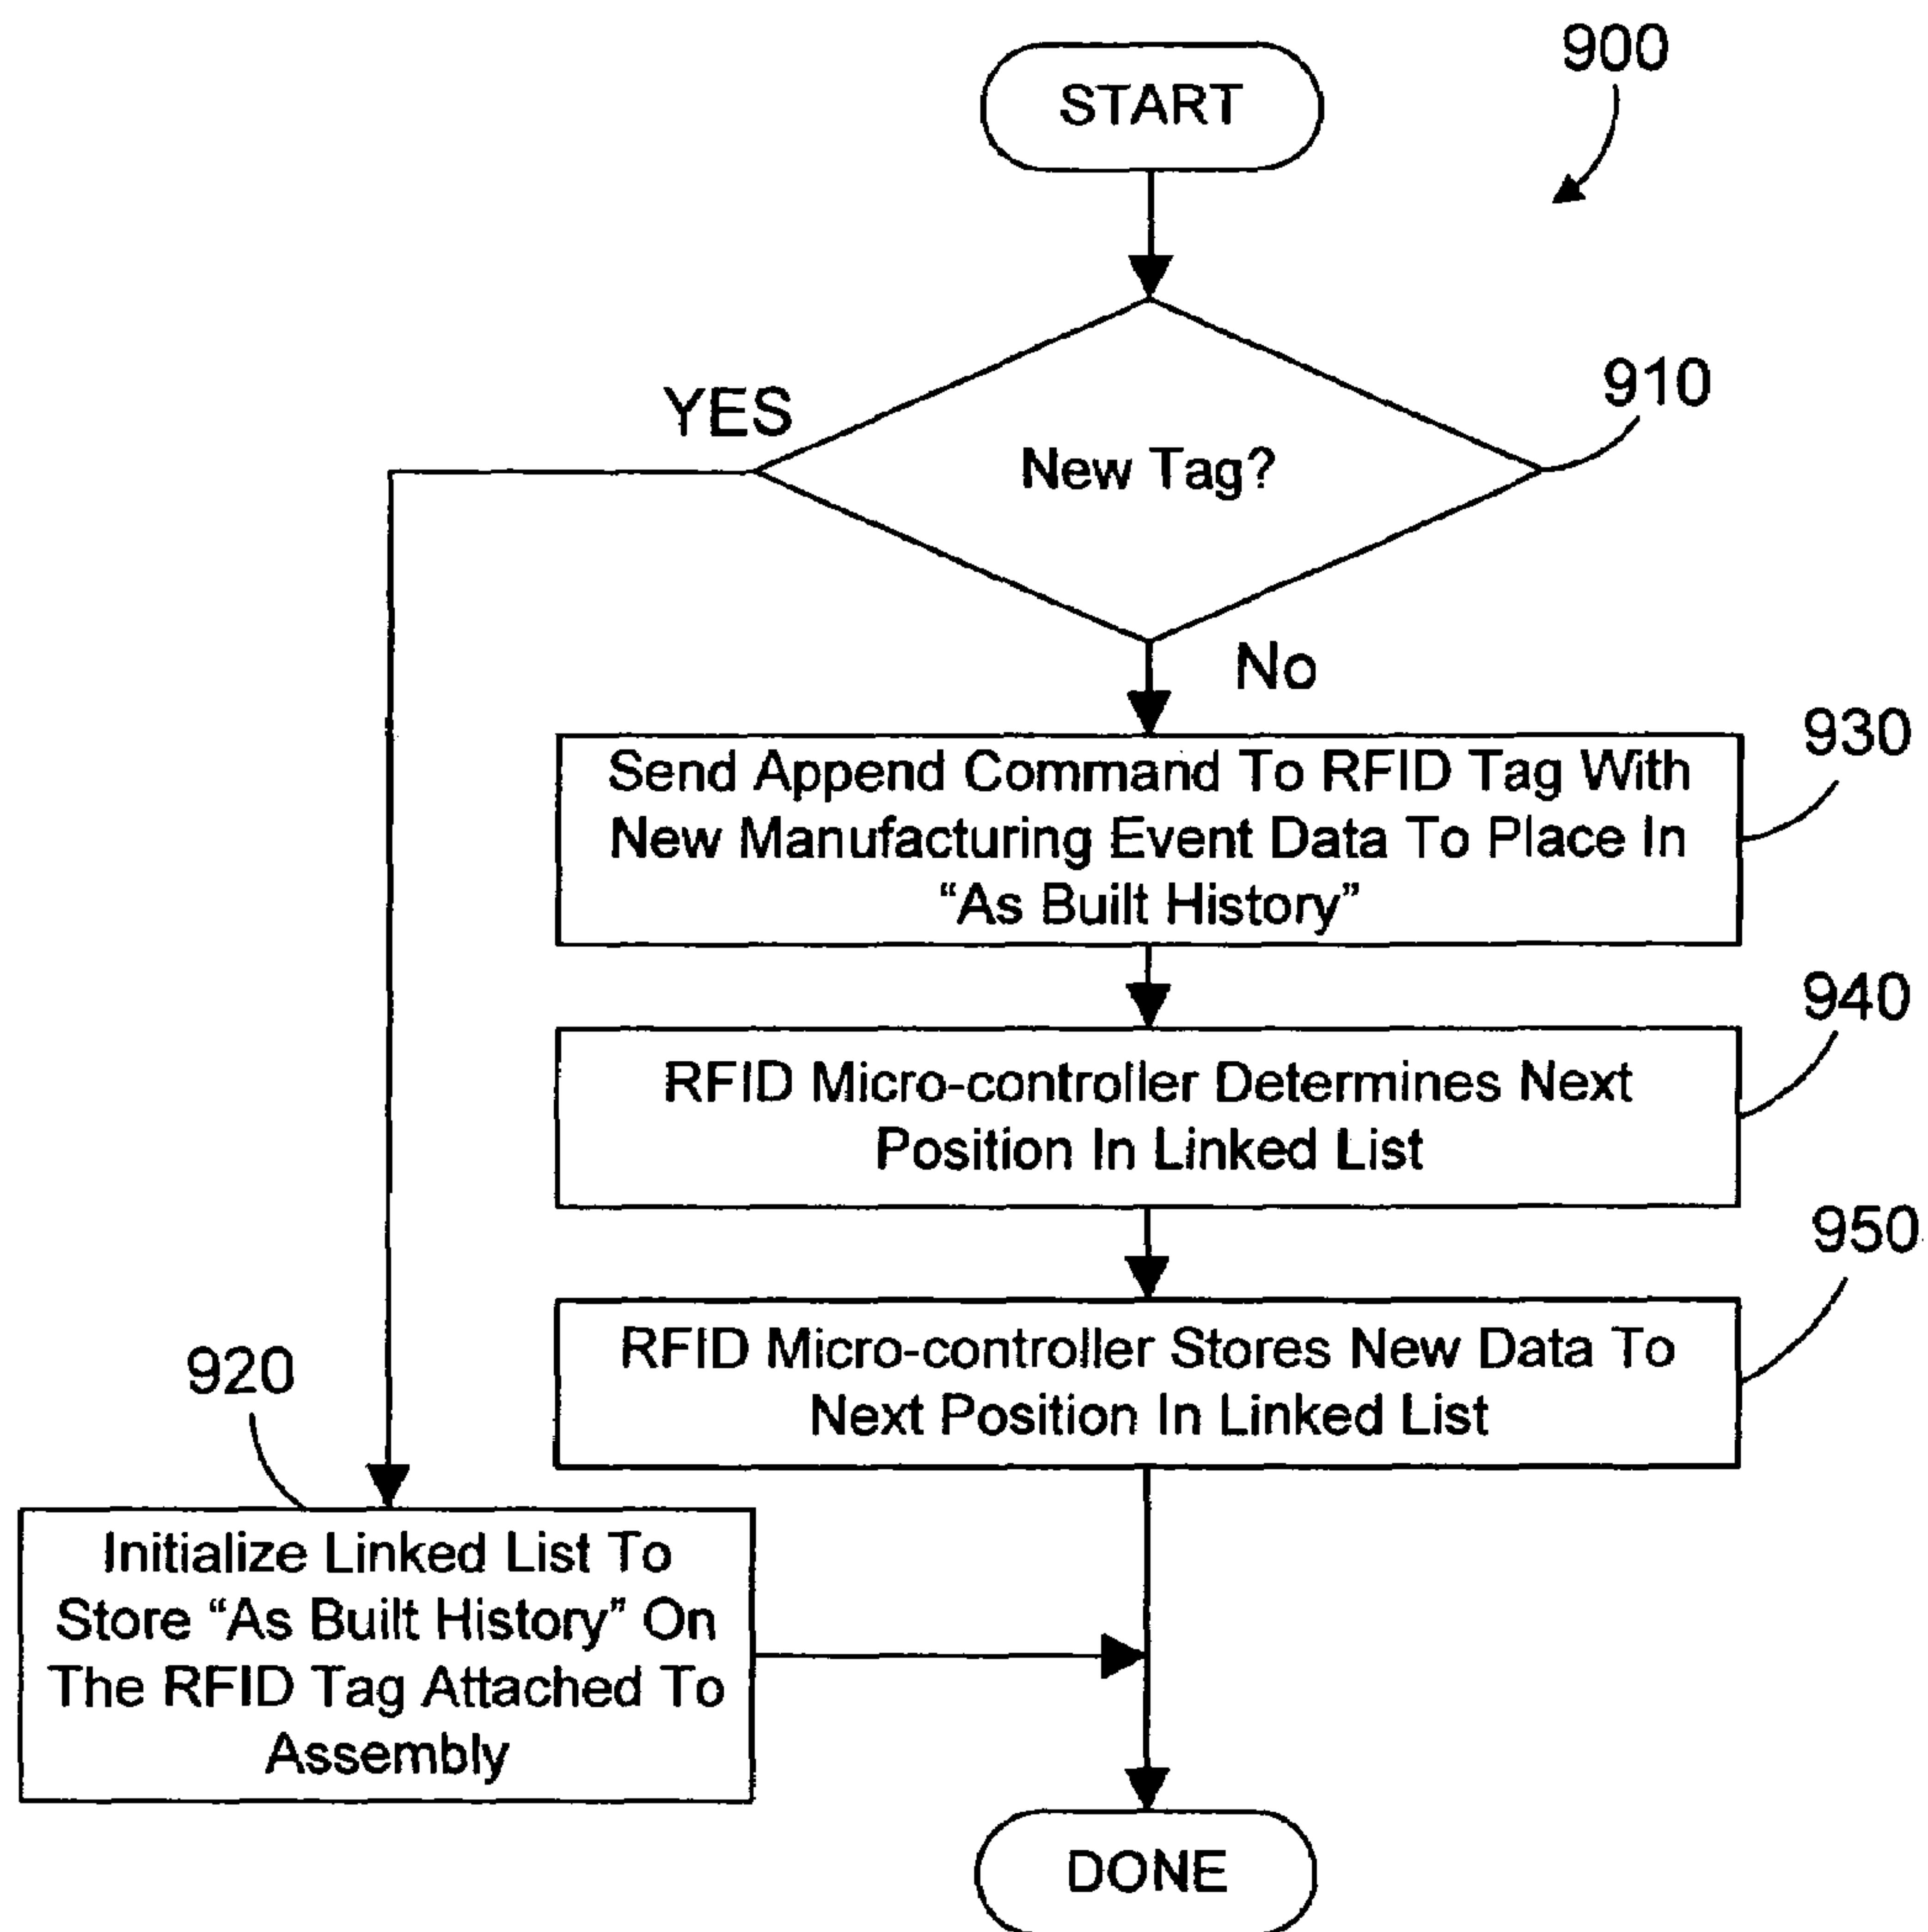 900
START
910
YES
New Tag?
No
930
Send Append Command To RFID Tag With
New Manufacturing Event Data To Place In
“As Built History”
940
RFID Micro-controller Determines Next
Position In Linked List
950
RFID Micro-controller Stores New Data To
Next Position In Linked List
920
Initialize Linked List To
Store “As Built History” On
The RFID Tag Attached To
Assembly
DONE